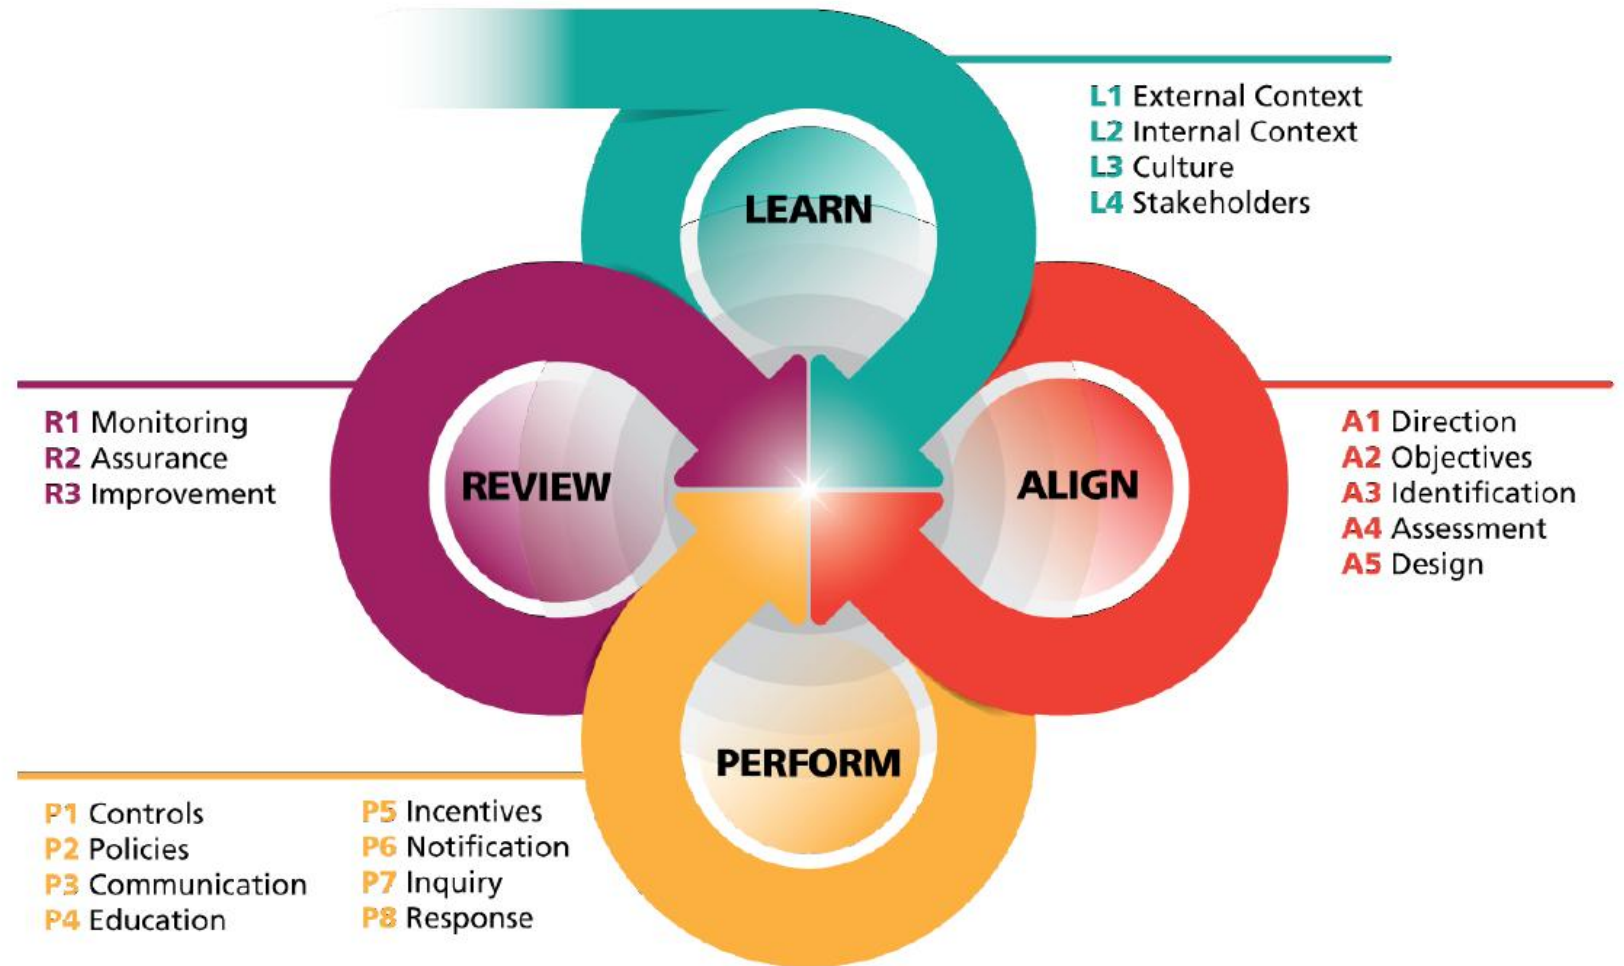 LEARN
L1 External Context
L2 Internal Context
L3 Culture
L4 Stakeholders
ALIGN
A1 Direction
A2 Objectives
A3 Identification
A4 Assessment
A5 Design
PERFORM
P1 Controls
P2 Policies
P3 Communication
P4 Education
P5 Incentives
P6 Notification
P7 Inquiry
P8 Response
REVIEW
R1 Monitoring
R2 Assurance
R3 Improvement